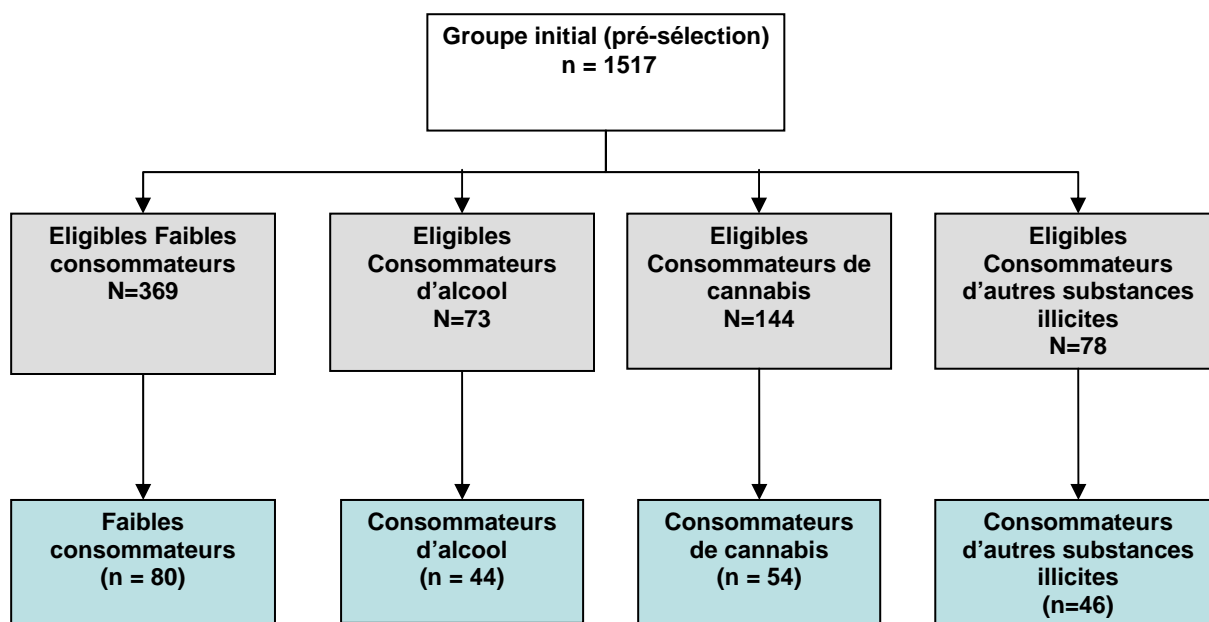 Groupe initial (pré-sélection)
n = 1517
Eligibles Faibles
consommateurs
N=369
Eligibles
Consommateurs
d’alcool
N=73
Eligibles
Consommateurs de
cannabis
N=144
Eligibles
Consommateurs
d’autres substances
illicites
N=78
Faibles
consommateurs
(n = 80)
Consommateurs
d’alcool
(n = 44)
Consommateurs
de cannabis
(n = 54)
Consommateurs
d’autres substances
illicites
(n=46)